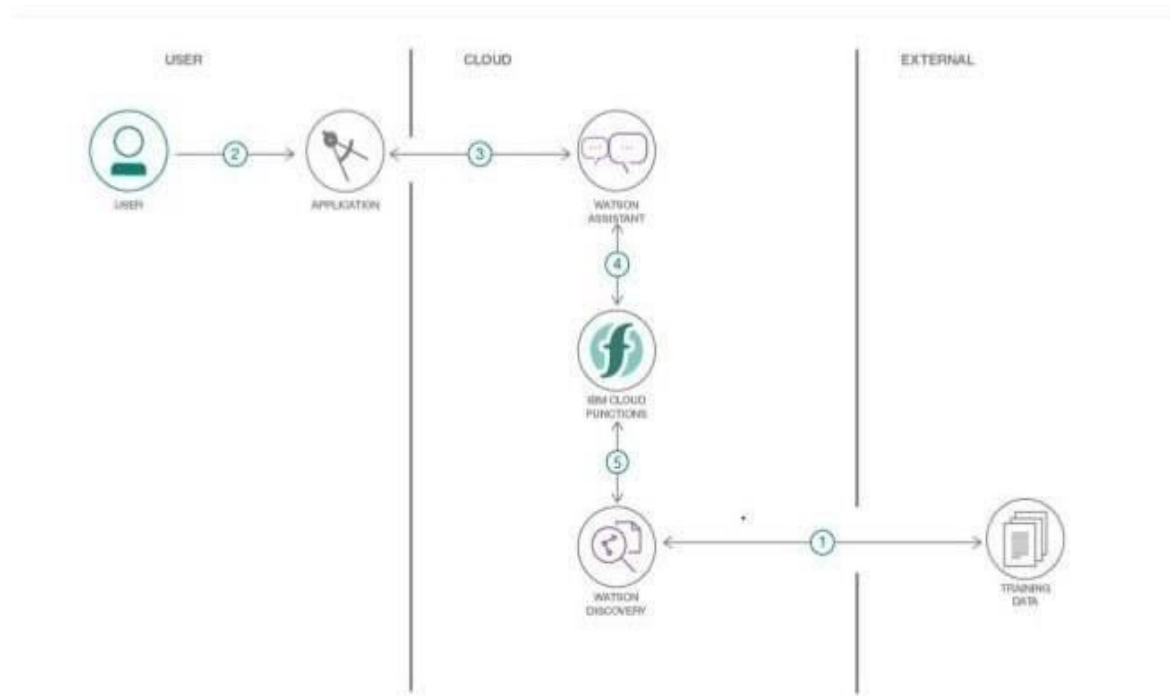 USER
CLOUD
EXTERNAL
2
3
USER
APPLICATION
WATSON
ASSISTANT
4
IBM CLOUD
FUNCTIONS
5
1
WATSON
DISCOVERY
TRAINING
DATA